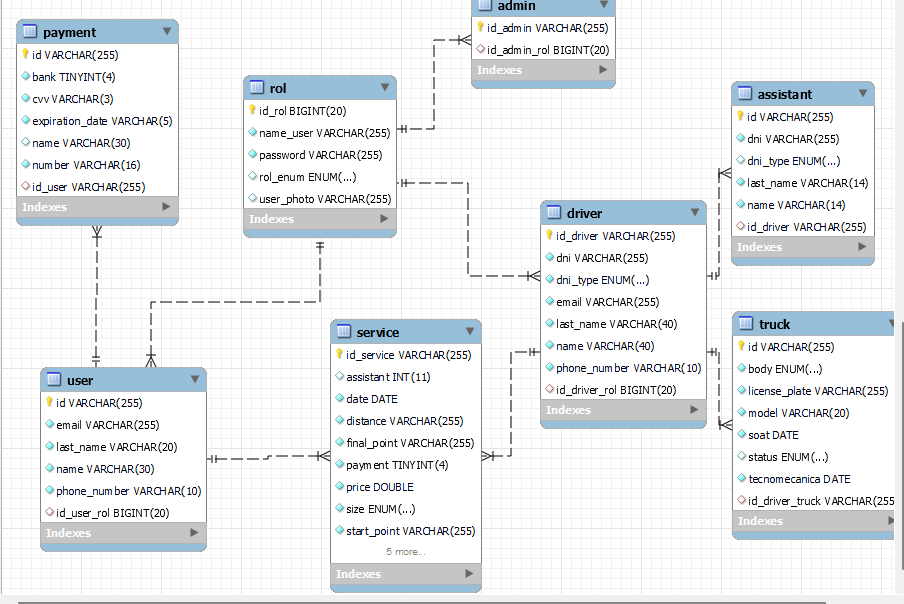 payment
id VARCHAR(255)
bank TINYINT(4)
cvv VARCHAR(3)
expiration_date VARCHAR(5)
name VARCHAR(30)
number VARCHAR(16)
id_user VARCHAR(255)
Indexes
rol
id_rol BIGINT(20)
name_user VARCHAR(255)
password VARCHAR(255)
rol_enum ENUM(...)
user_photo VARCHAR(255)
Indexes
admin
id_admin VARCHAR(255)
id_admin_rol BIGINT(20)
Indexes
assistant
id VARCHAR(255)
dni VARCHAR(255)
dni_type ENUM(...)
last_name VARCHAR(14)
name VARCHAR(14)
id_driver VARCHAR(255)
Indexes
driver
id_driver VARCHAR(255)
dni VARCHAR(255)
dni_type ENUM(...)
email VARCHAR(255)
last_name VARCHAR(40)
name VARCHAR(40)
phone_number VARCHAR(10)
id_driver_rol BIGINT(20)
Indexes
user
id VARCHAR(255)
email VARCHAR(255)
last_name VARCHAR(20)
name VARCHAR(30)
phone_number VARCHAR(10)
id_user_rol BIGINT(20)
Indexes
service
id_service VARCHAR(255)
assistant INT(11)
date DATE
distance VARCHAR(255)
final_point VARCHAR(255)
payment TINYINT(4)
price DOUBLE
size ENUM(...)
start_point VARCHAR(255)
5 more...
Indexes
truck
id VARCHAR(255)
body ENUM(...)
license_plate VARCHAR(255)
model VARCHAR(20)
soat DATE
status ENUM(...)
tecnomecanica DATE
id_driver_truck VARCHAR(255
Indexes